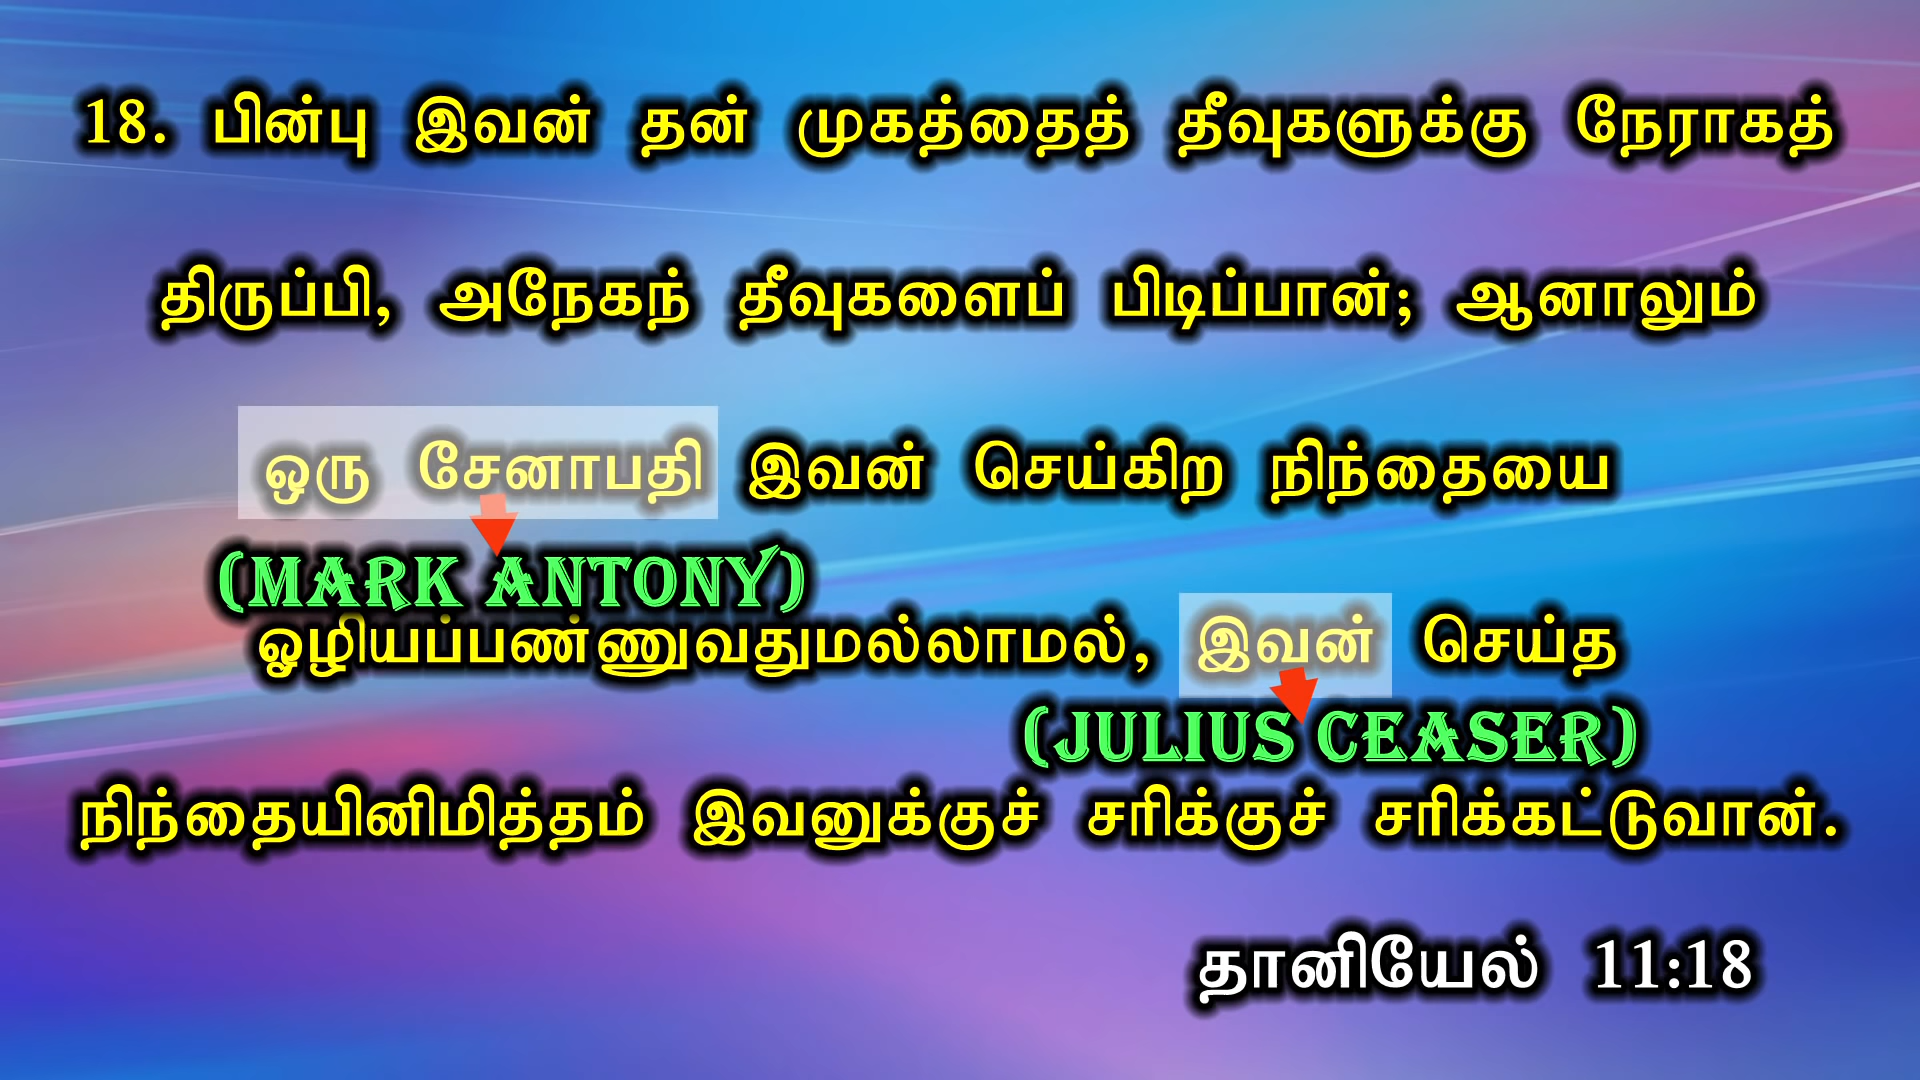 18. பின்பு இவன் தன் முகத்தைத் தீவுகளுக்கு நேராகத்
திருப்பி, அநேகந் தீவுகளைப் பிடிப்பான்; ஆனாலும்
ஒரு சேனாபதி இவன் செய்கிற நிந்தையை
(MARK ANTONY)
ஓழியப்பண்ணுவதுமல்லாமல், இவன் செய்த
(JULIUS CEASER)
நிந்தையினிமித்தம் இவனுக்குச் சரிக்குச் சரிக்கட்டுவான்.
தானியேல் 11:18